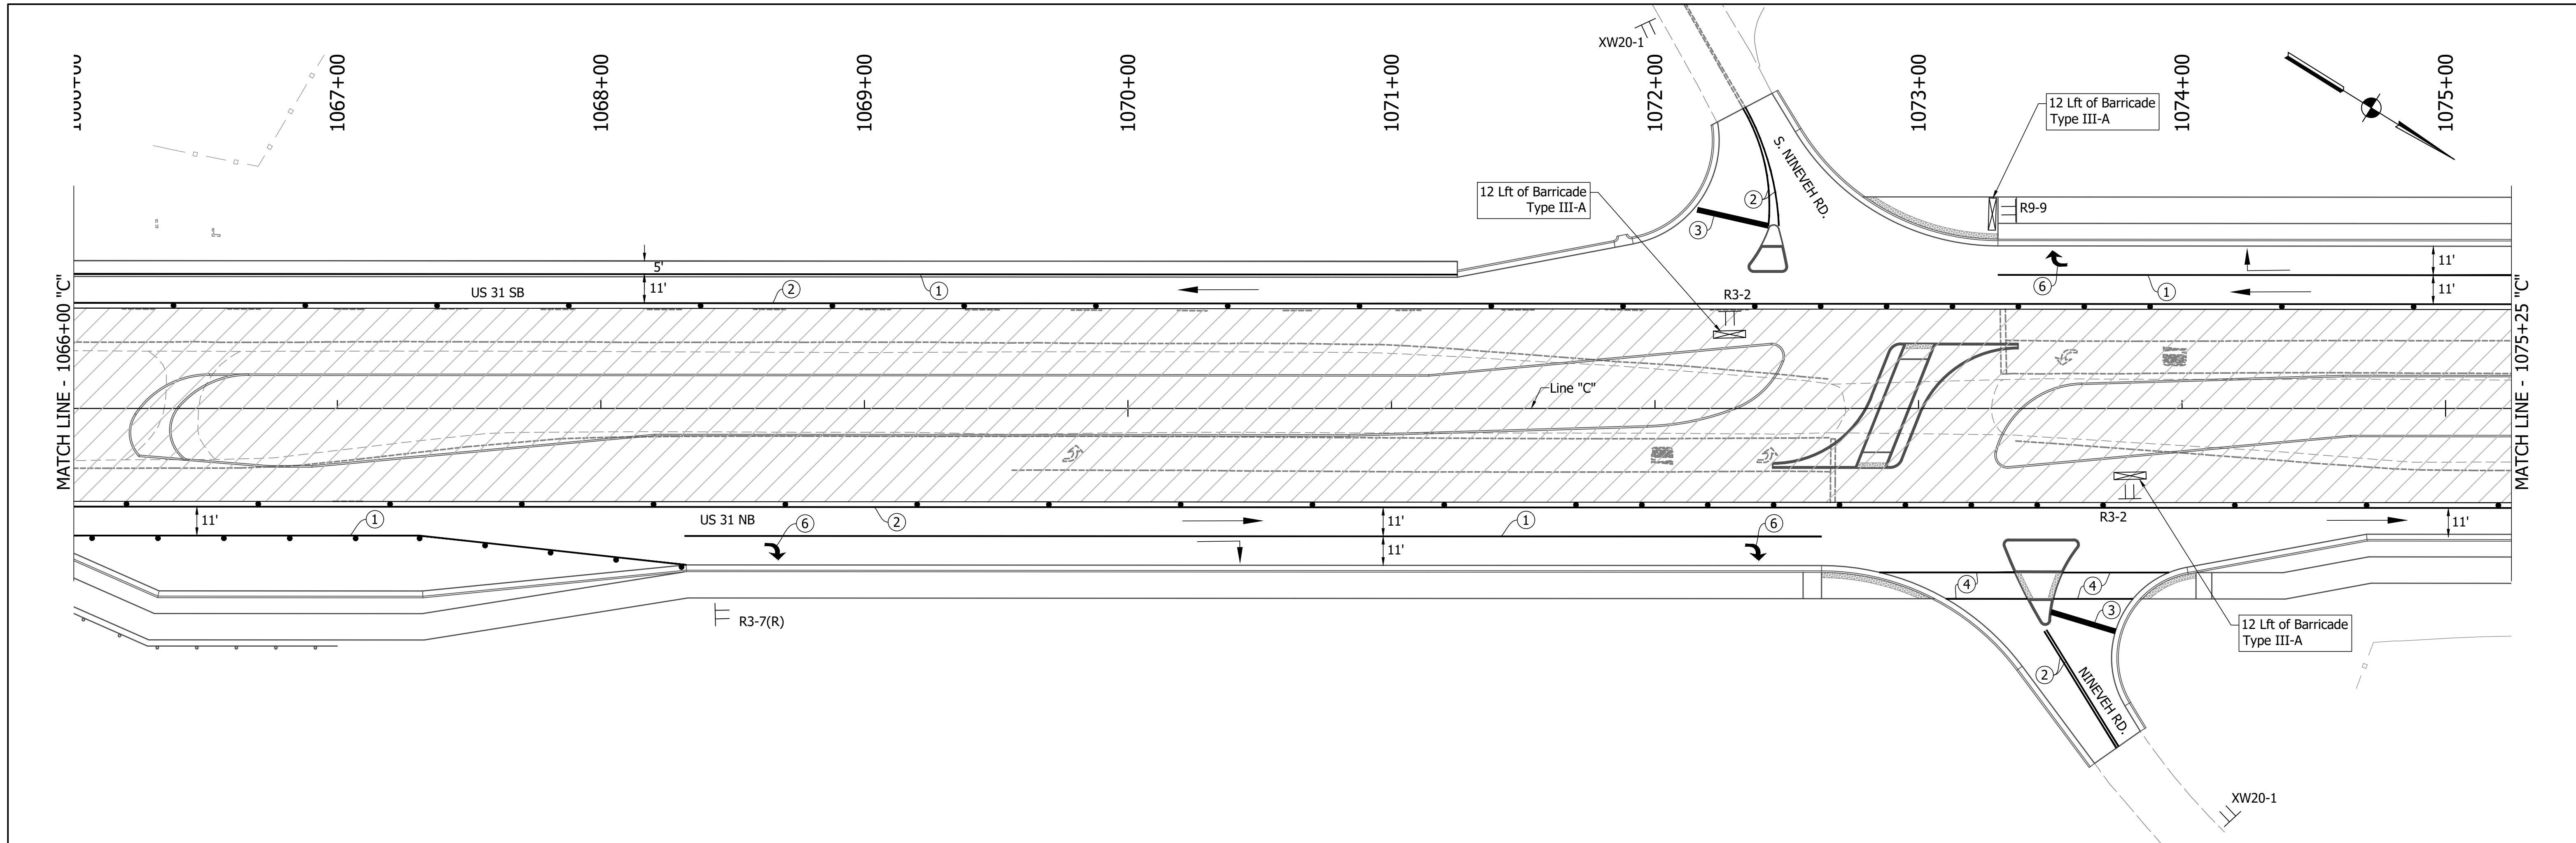 XW20-1
1067+00
1068+00
1069+00
1070+00
1071+00
1072+00
1073+00
1074+00
1075+00
12 Lft of Barricade
Type III-A
12 Lft of Barricade
Type III-A
S. NINEVEH RD.
2
3
R9-9
MATCH LINE - 1066+00 "C"
MATCH LINE - 1075+25 "C"
5'
11'
US 31 SB
2
1
R3-2
6
1
11'
11'
Line "C"
11'
1
US 31 NB
6
2
11'
11'
1
6
R3-2
11'
4
4
3
R3-7(R)
12 Lft of Barricade
Type III-A
2
NINEVEH RD.
XW20-1